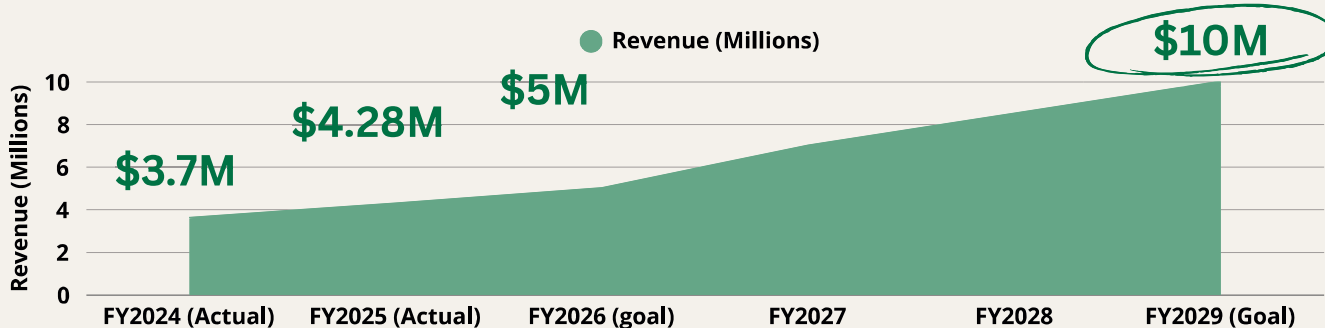 Revenue (Millions)
$10M
$5M
$4.28M
$3.7M
Revenue (Millions)
10
8
6
4
2
0
FY2024 (Actual)
FY2025 (Actual)
FY2026 (goal)
FY2027
FY2028
FY2029 (Goal)